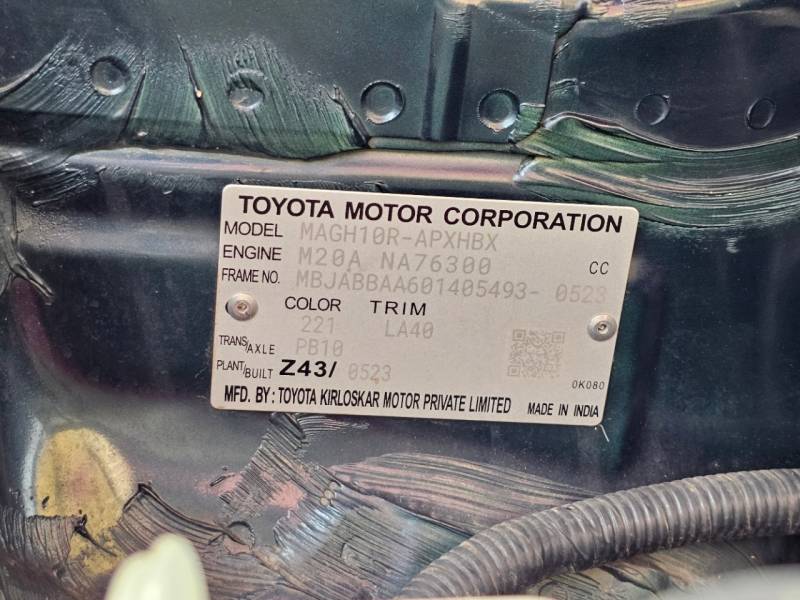 TOYOTA MOTOR CORPORATION
MODEL MAGH10R-APXHBX
ENGINE M20A NA76300 CC
FRAME NO. MBJABBAA601405493- 0523
COLOR TRIM
221 LA40
TRANS/AXLE PB10
PLANT/BUILT Z43/ 0523
0K080
MFD. BY : TOYOTA KIRLOSKAR MOTOR PRIVATE LIMITED MADE IN INDIA